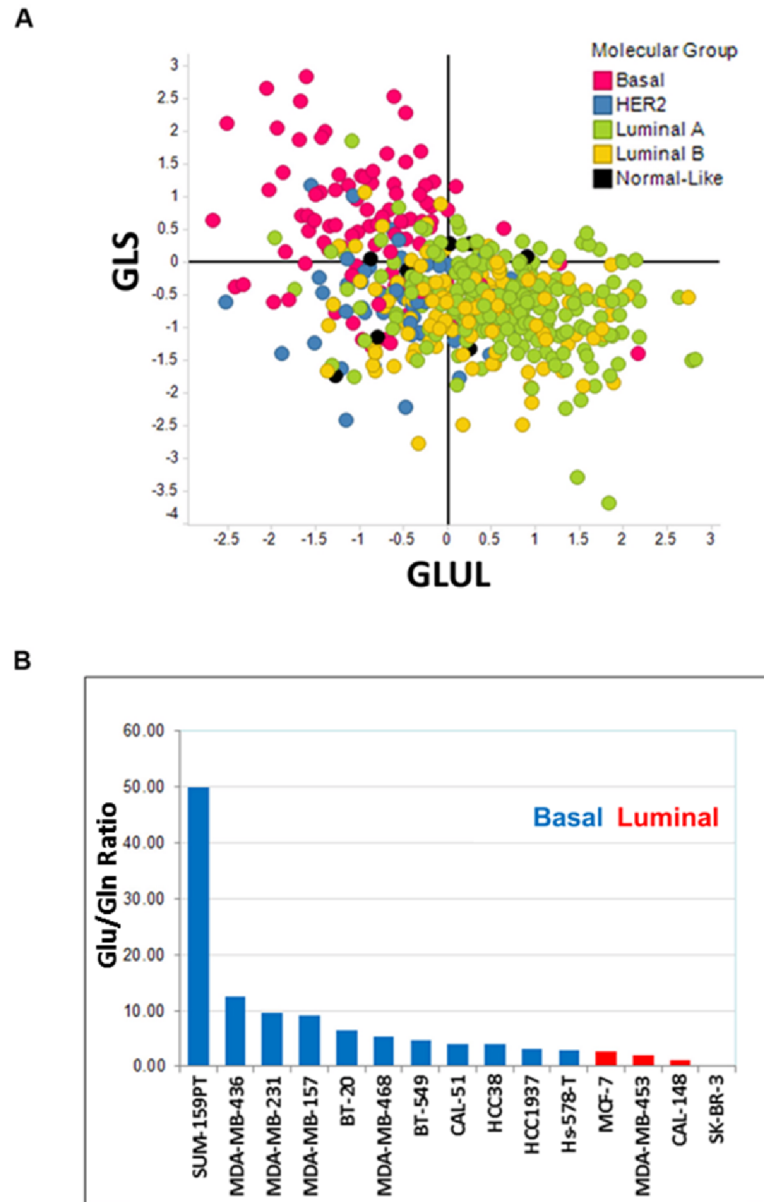 A
Molecular Group
Basal
HER2
Luminal A
Luminal B
Normal-Like
GLS
3
2.5
2
1.5
1
0.5
0
-0.5
-1
-1.5
-2
-2.5
-3
-3.5
-4
-2.5 -2 -1.5 -1 -0.5 0 0.5 1 1.5 2 2.5 3
GLUL
B
Glu/Gln Ratio
60.00
50.00
40.00
30.00
20.00
10.00
0.00
Basal Luminal
SUM-159PT
MDA-MB-436
MDA-MB-231
MDA-MB-157
BT-20
MDA-MB-468
BT-549
CAL-51
HCC38
HCC1937
Hs-578-T
MCF-7
MDA-MB-453
CAL-148
SK-BR-3